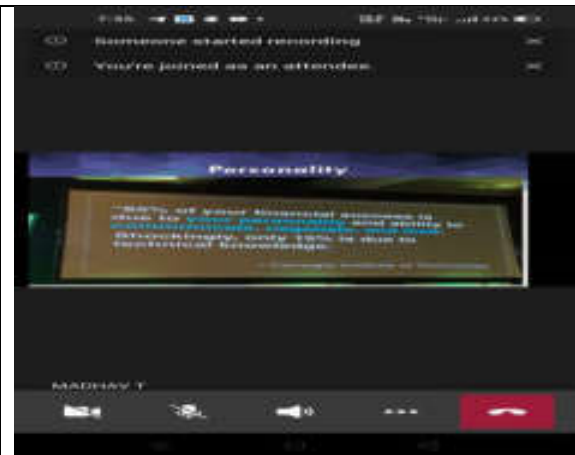 Someone started recording
You're joined as an attendee.
Personality
"85% of your financial success is
due to your personality and ability to
communicate, negotiate, and lead.
Shockingly, only 15% is due to
technical knowledge."
MADHAV T